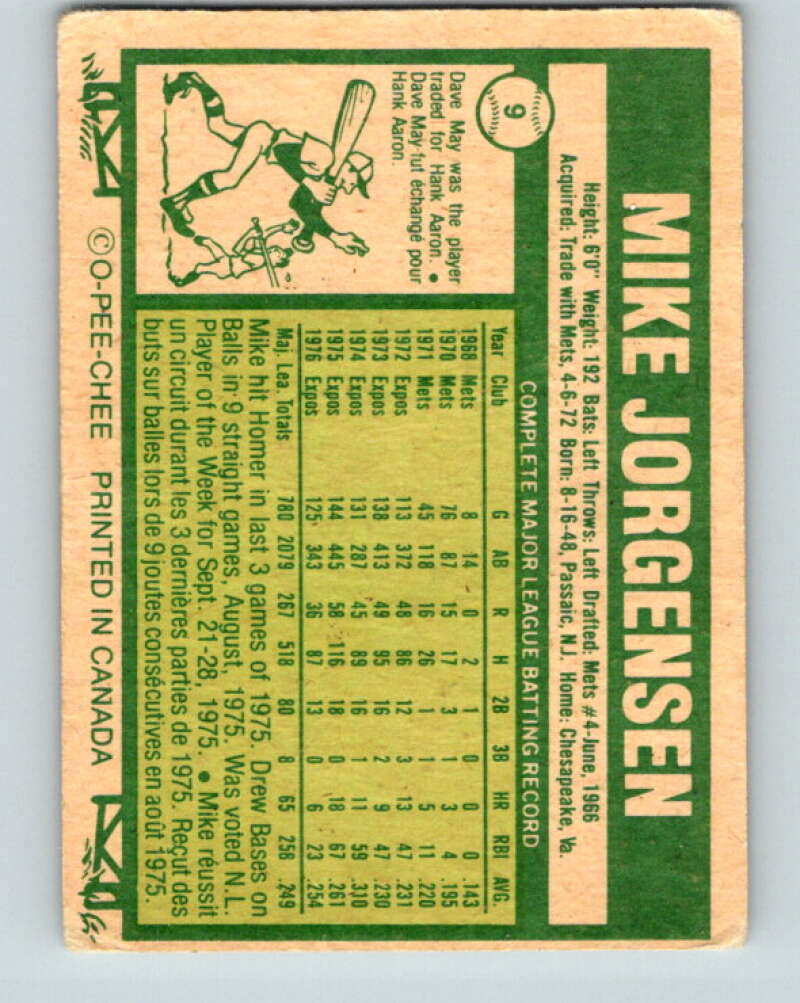 MIKE JORGENSEN
Height: 6'0" Weight: 192 Bats: Left Throws: Left Drafted: Mets #4-June, 1966
Acquired: Trade with Mets, 4-6-72 Born: 8-16-48, Passaic, N.J. Home: Chesapeake, Va.
9
COMPLETE MAJOR LEAGUE BATTING RECORD
Year Club G AB R H 2B 3B HR RBI AVG.
1968 Mets 8 14 0 2 1 0 0 0 .143
1970 Mets 76 87 15 17 3 1 3 4 .195
1971 Mets 45 118 16 26 1 1 5 11 .220
1972 Expos 113 372 48 86 12 3 13 47 .231
1973 Expos 138 413 49 95 16 2 9 47 .230
1974 Expos 131 287 45 89 16 1 11 59 .310
1975 Expos 144 445 58 116 18 0 18 67 .261
1976 Expos 125 343 36 87 13 0 6 23 .254
Maj. Lea. Totals 780 2079 267 518 80 8 65 258 .249
Mike hit Homer in last 3 games of 1975. Drew Bases on
Balls in 9 straight games, August, 1975. Was voted N.L.
Player of the Week for Sept. 21-28, 1975. • Mike réussit
un circuit durant les 3 dernières parties de 1975. Reçut des
buts sur balles lors de 9 joutes consécutives en août 1975.
Dave May was the player
traded for Hank Aaron. •
Dave May fut échangé pour
Hank Aaron.
© O-PEE-CHEE PRINTED IN CANADA